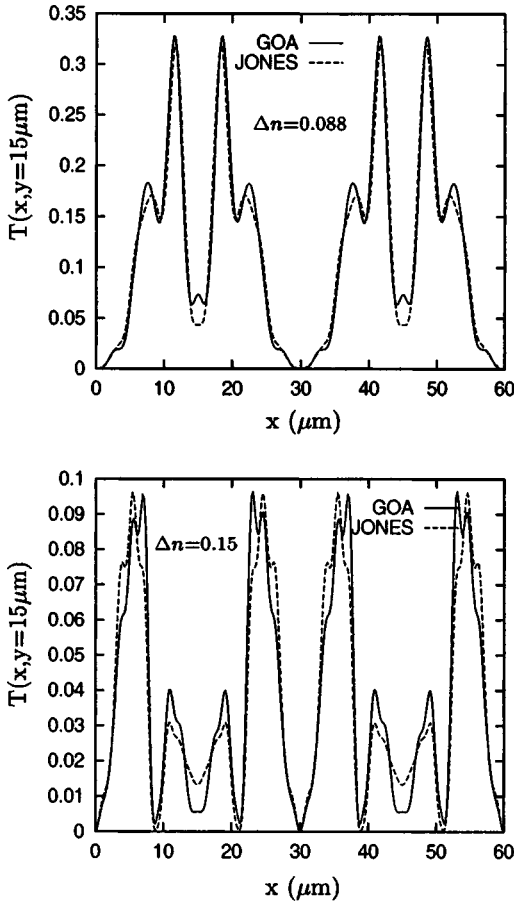 0.35
0.3
0.25
0.2
0.15
0.1
0.05
0
T(x,y=15μm)
GOA
JONES
Δn=0.088
0 10 20 30 40 50 60
x (μm)
0.1
0.09
0.08
0.07
0.06
0.05
0.04
0.03
0.02
0.01
0
T(x,y=15μm)
GOA
JONES
Δn=0.15
0 10 20 30 40 50 60
x (μm)